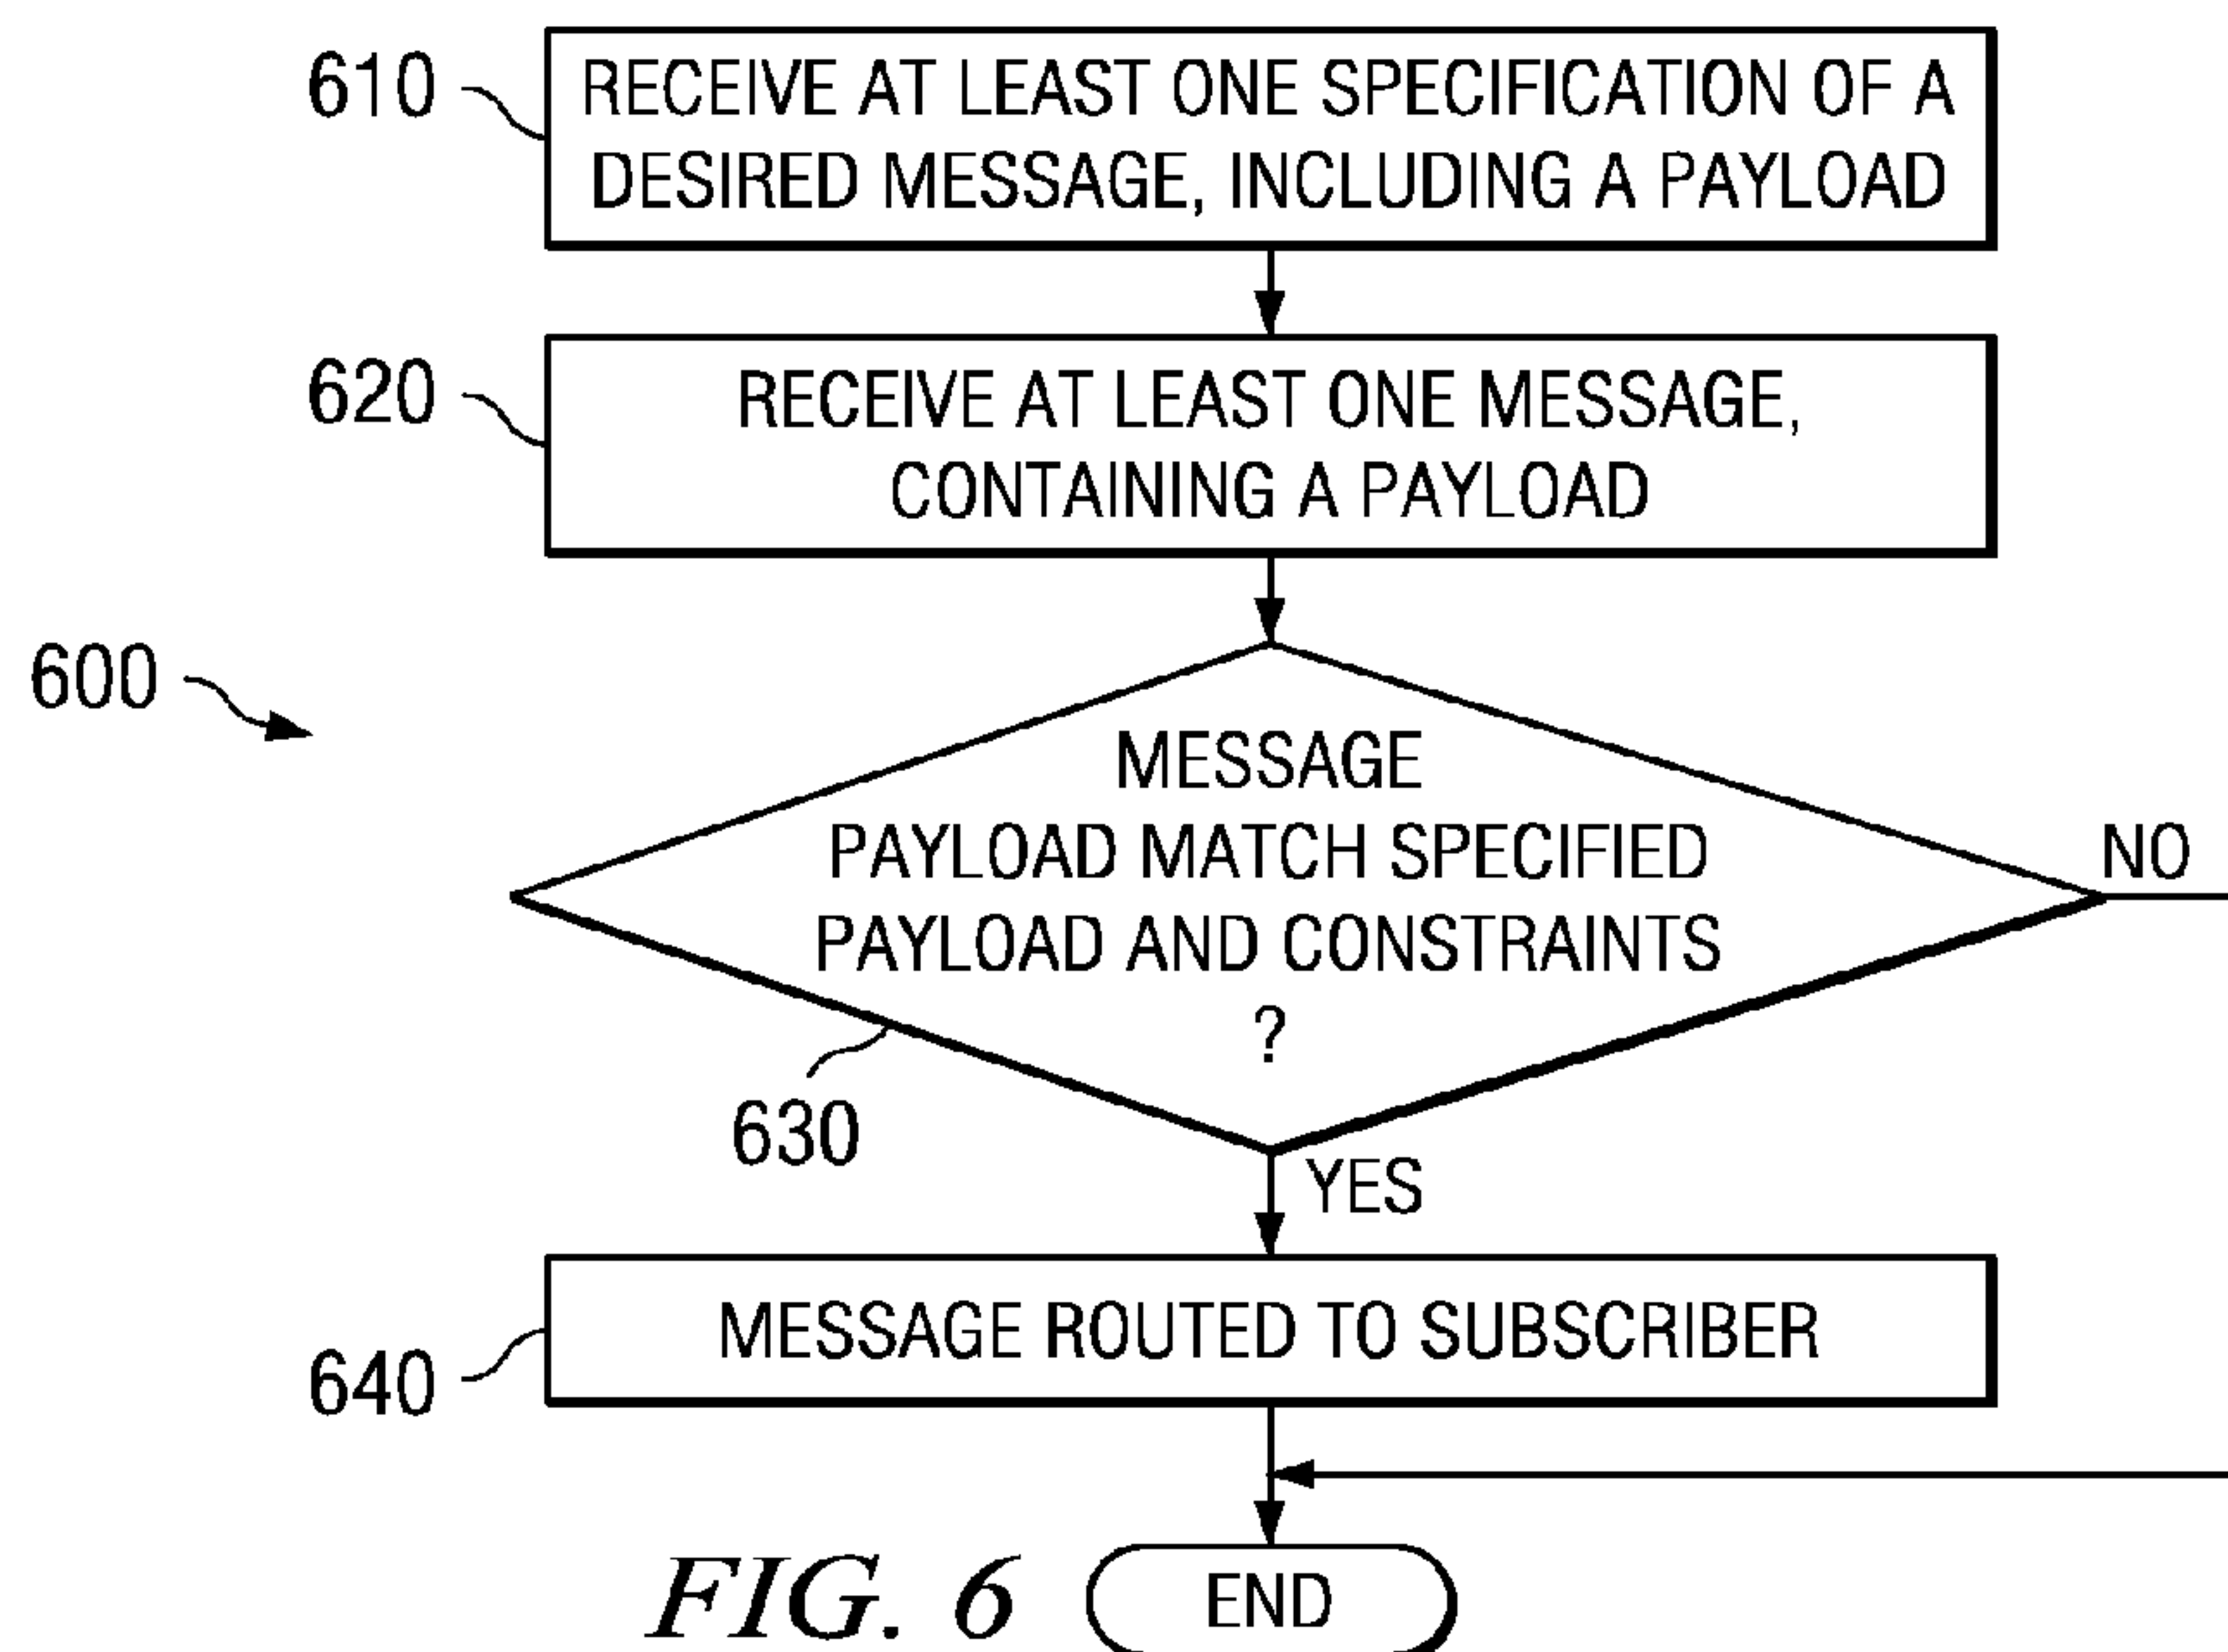 610
RECEIVE AT LEAST ONE SPECIFICATION OF A
DESIRED MESSAGE, INCLUDING A PAYLOAD
620
RECEIVE AT LEAST ONE MESSAGE,
CONTAINING A PAYLOAD
600
MESSAGE
PAYLOAD MATCH SPECIFIED
PAYLOAD AND CONSTRAINTS
?
NO
630
YES
640
MESSAGE ROUTED TO SUBSCRIBER
FIG. 6
END